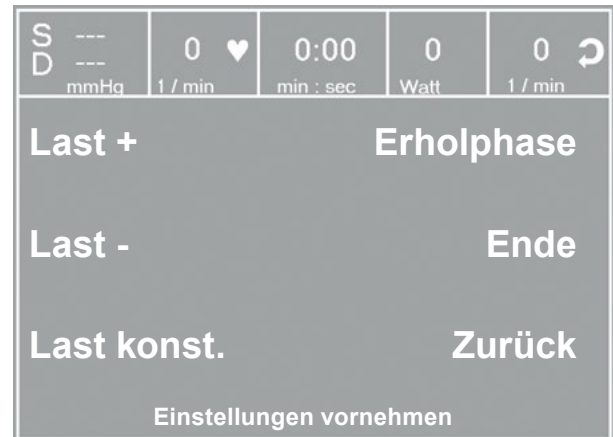 S --- 0 ♥ 0:00 0 0
D ---
mmHg 1 / min min : sec Watt 1 / min
Last + Erholphase
Last - Ende
Last konst. Zurück
Einstellungen vornehmen